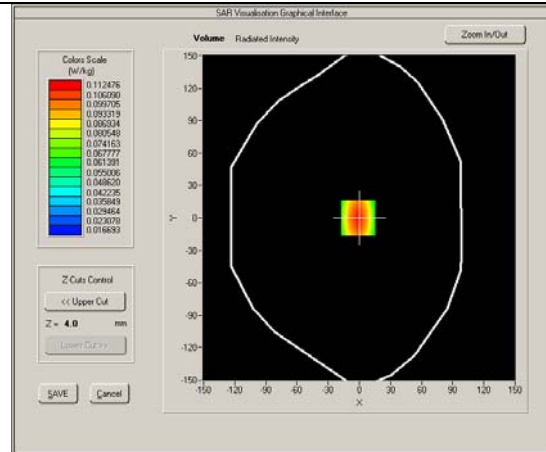 SAR Visualisation Graphical Interface
Volume Radiated Intensity
Zoom In/Out
Colors Scale
(W/kg)
0.112476
0.106090
0.099705
0.093319
0.086934
0.080548
0.074163
0.067777
0.061391
0.055006
0.048620
0.042235
0.035849
0.029464
0.023078
0.016693
Z Cuts Control
<< Upper Cut
Z = 4.0 mm
Lower Cut >>
SAVE Cancel
150
120
90
60
30
0
-30
-60
-90
-120
-150
Y
-150 -120 -90 -60 -30 0 30 60 90 120 150
X